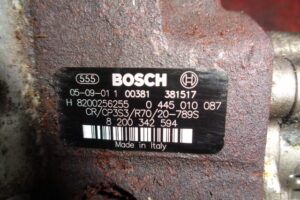 555 BOSCH
05-09-01 1 00381 381517
H 8200256255 0 445 010 087
CR/CP3S3/R70/20-789S
8 200 342 594
Made in Italy